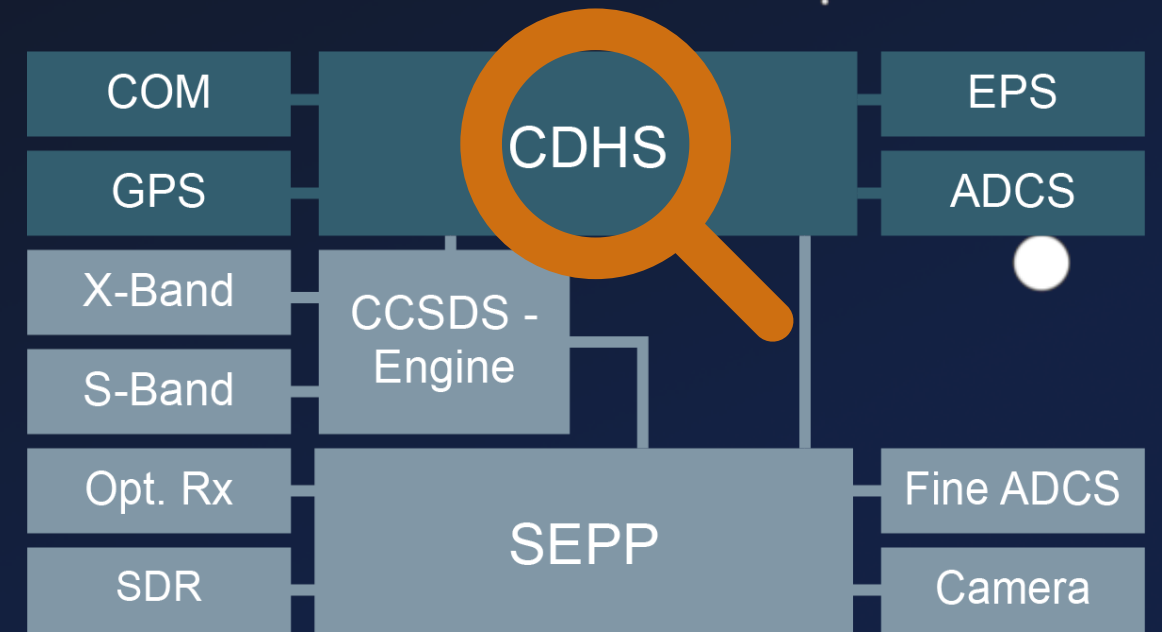 COM
CDHS
EPS
GPS
ADCS
X-Band
CCSDS -
Engine
S-Band
Opt. Rx
SEPP
Fine ADCS
SDR
Camera